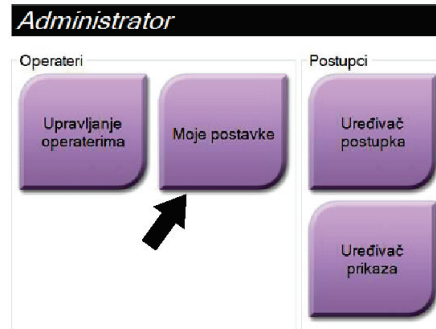 Administrator
Operateri
Postupci
Upravljanje
operaterima
Moje postavke
Uređivač
postupka
Uređivač
prikaza